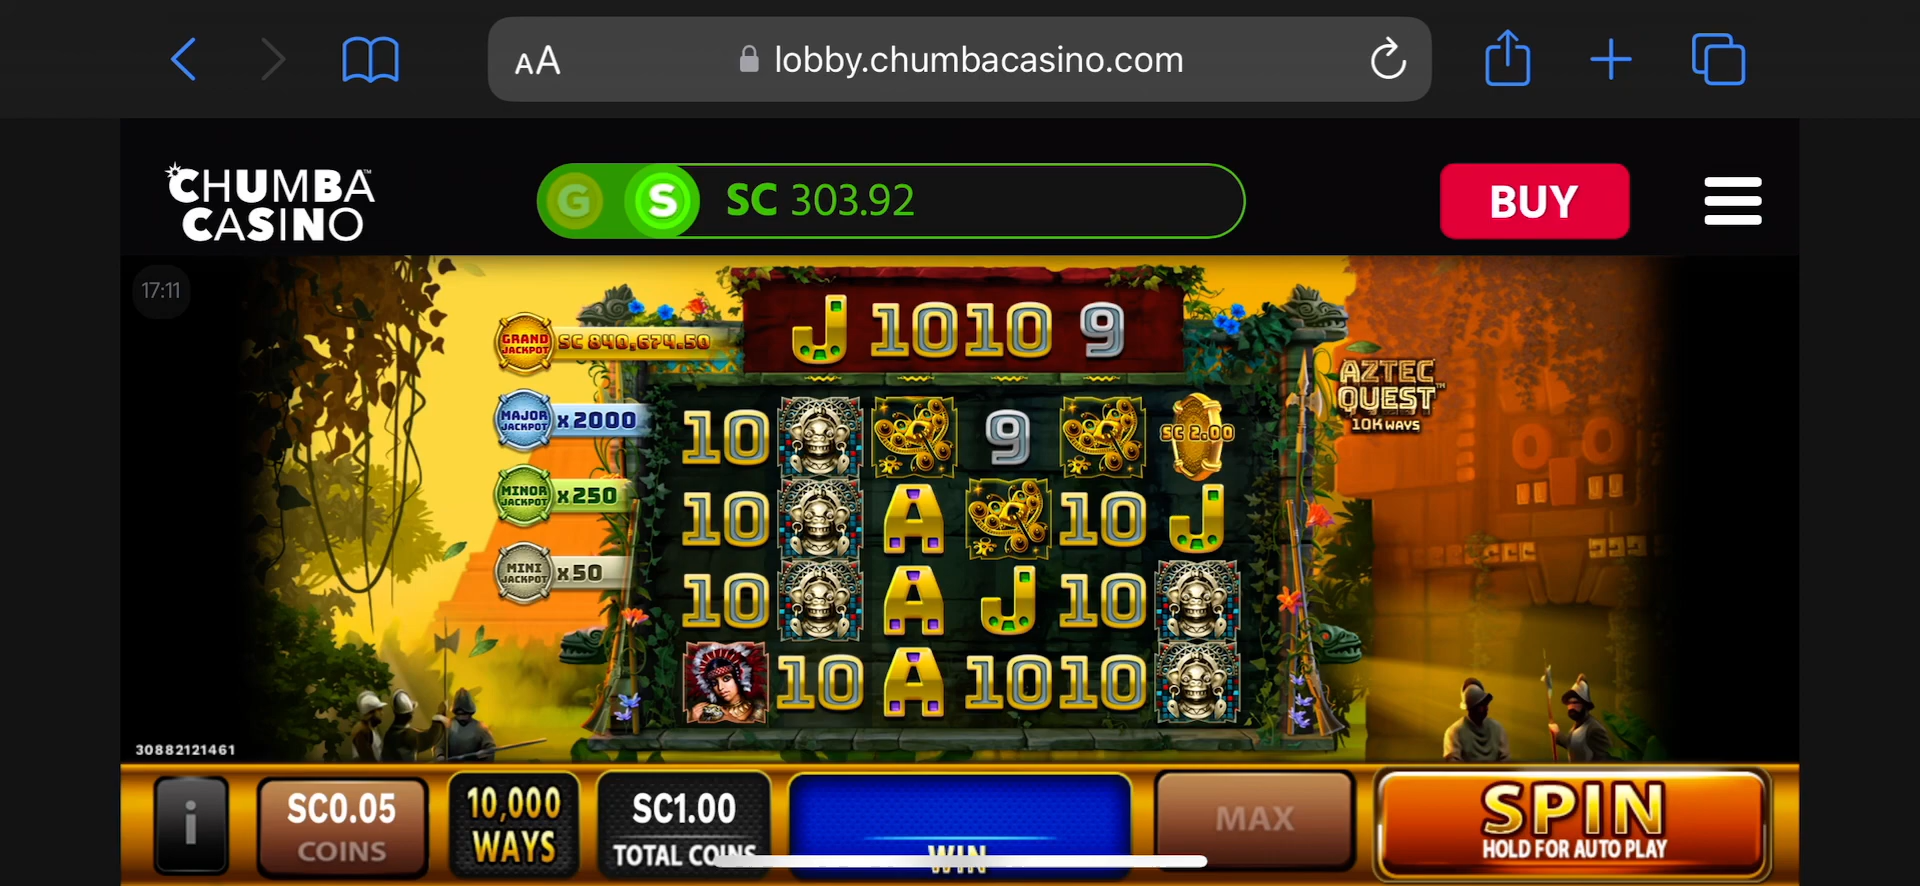 AA lobby.chumbacasino.com
CHUMBA™
CASINO
G S SC 303.92
BUY
17:11
J 10 10 9
GRAND
JACKPOT
SC 840,674.50
MAJOR
JACKPOT
x2000
MINOR
JACKPOT
x250
MINI
JACKPOT
x50
AZTEC
QUEST™
10K WAYS
10 9 SC 2.00
10 A 10 J
10 A J 10
10 A 10 10
30882121461
i
SC0.05
COINS
10,000
WAYS
SC1.00
TOTAL COINS
WIN
MAX
SPIN
HOLD FOR AUTO PLAY